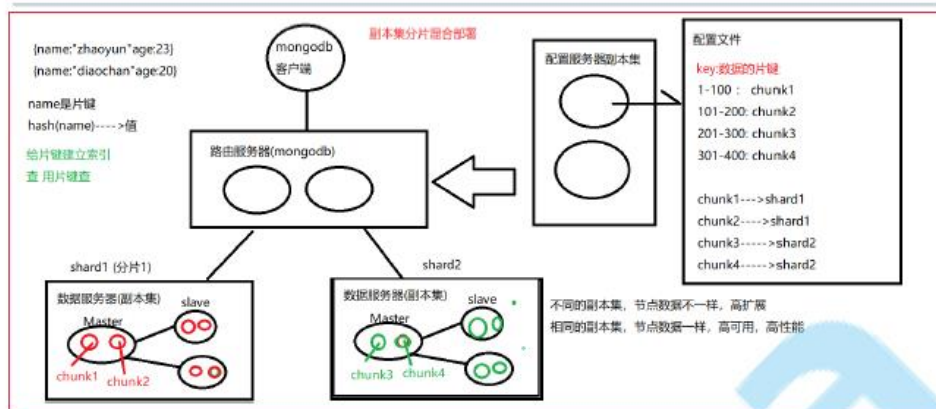 副本集分片混合部署
{name:"zhaoyun"age:23}
{name:"diaochan"age:20}
name是片键
hash(name)---->值
给片键建立索引
查 用片键查
mongodb
客户端
路由服务器(mongodb)
配置服务器副本集
配置文件
key:数据的片键
1-100 : chunk1
101-200: chunk2
201-300: chunk3
301-400: chunk4
chunk1--->shard1
chunk2---->shard1
chunk3----->shard2
chunk4----->shard2
shard1 (分片1)
数据服务器(副本集)
slave
Master
chunk1
chunk2
shard2
数据服务器(副本集)
slave
Master
chunk3
chunk4
不同的副本集，节点数据不一样，高扩展
相同的副本集，节点数据一样，高可用，高性能